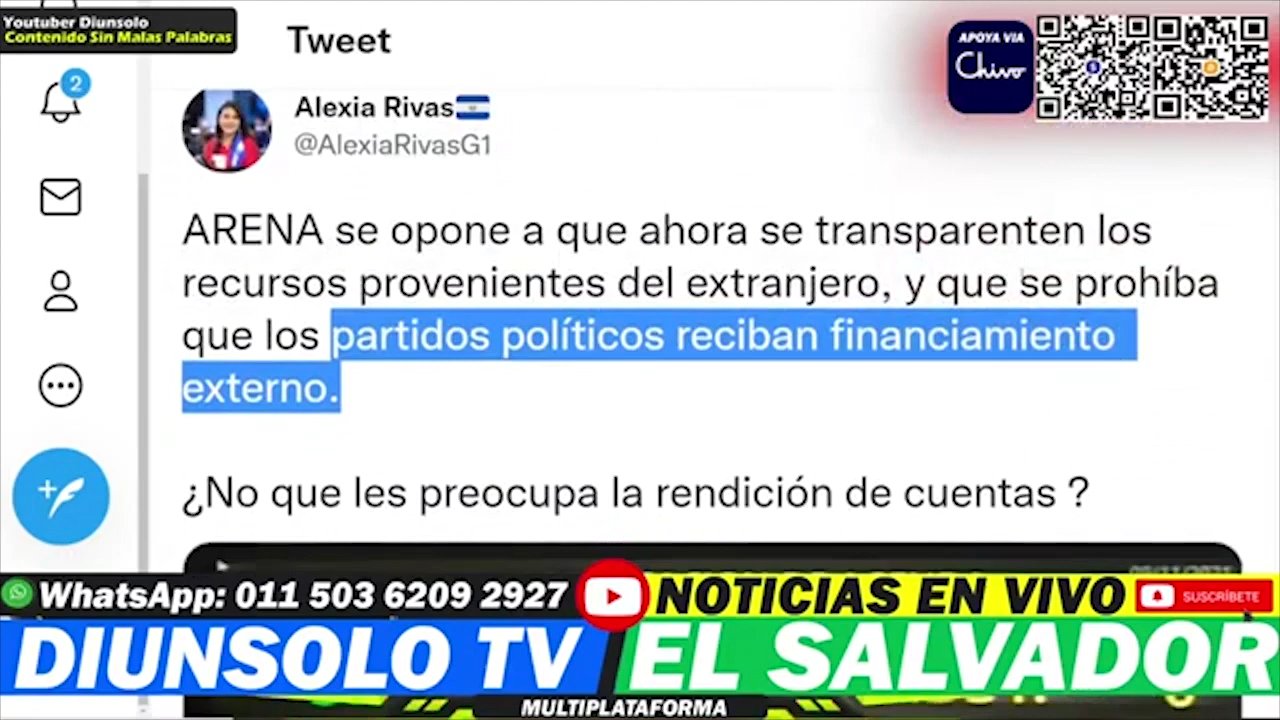 Youtuber Diunsolo
Contenido Sin Malas Palabras
Tweet
APOYA VIA
Chivo
2
Alexia Rivas
@AlexiaRivasG1
ARENA se opone a que ahora se transparenten los
recursos provenientes del extranjero, y que se prohíba
que los partidos políticos reciban financiamiento
externo.
¿No que les preocupa la rendición de cuentas ?
WhatsApp: 011 503 6209 2927
NOTICIAS EN VIVO
SUSCRÍBETE
DIUNSOLO TV
EL SALVADOR
MULTIPLATAFORMA